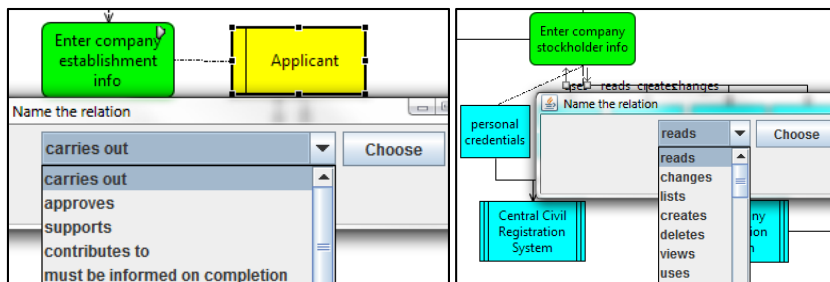 Enter company
establishment
info
Applicant
Name the relation
carries out
Choose
carries out
approves
supports
contributes to
must be informed on completion
Enter company
stockholder info
reads creates changes
Name the relation
personal
credentials
reads
Choose
reads
changes
lists
creates
deletes
views
uses
Central Civil
Registration
System